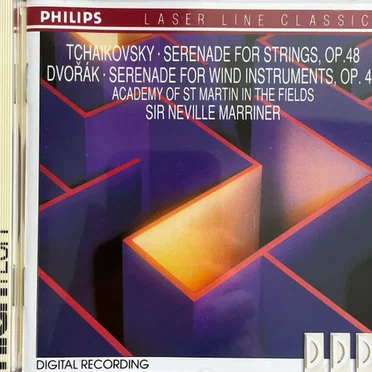 PHILIPS LASER LINE CLASSIC
TCHAIKOVSKY · SERENADE FOR STRINGS, OP.48
DVOŘÁK · SERENADE FOR WIND INSTRUMENTS, OP. 4
ACADEMY OF ST MARTIN IN THE FIELDS
SIR NEVILLE MARRINER
DIGITAL RECORDING
DDD